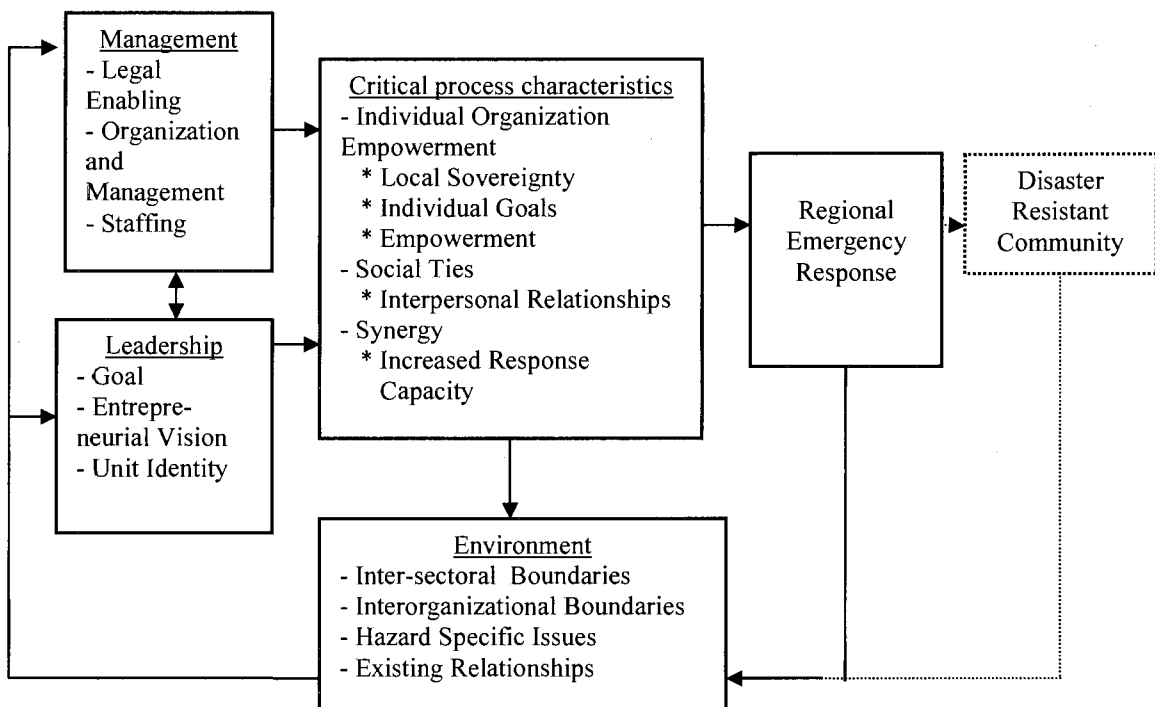 Management
- Legal
Enabling
- Organization
and
Management
- Staffing
Leadership
- Goal
- Entrepre-
neurial Vision
- Unit Identity
Critical process characteristics
- Individual Organization
Empowerment
* Local Sovereignty
* Individual Goals
* Empowerment
- Social Ties
* Interpersonal Relationships
- Synergy
* Increased Response
Capacity
Regional
Emergency
Response
Disaster
Resistant
Community
Environment
- Inter-sectoral Boundaries
- Interorganizational Boundaries
- Hazard Specific Issues
- Existing Relationships